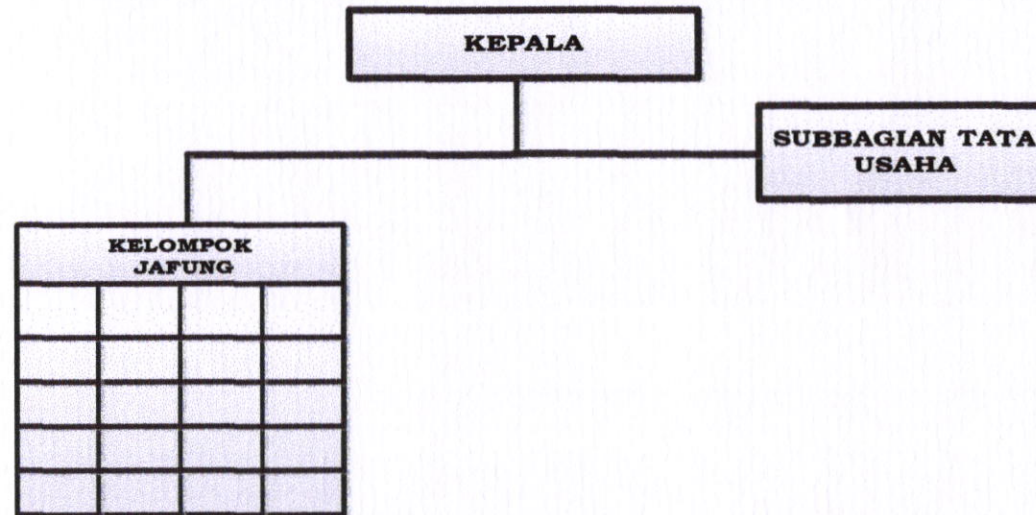 KEPALA
SUBBAGIAN TATA
USAHA
KELOMPOK
JAFUNG